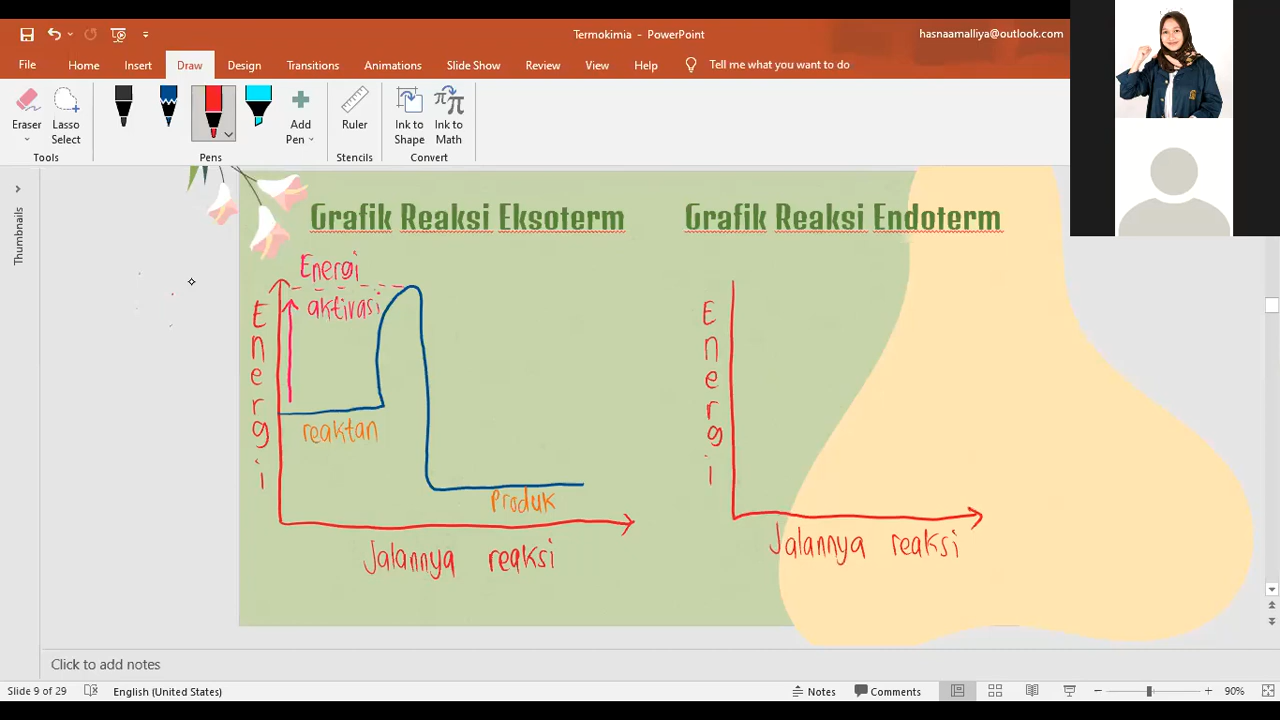 Termokimia - PowerPoint
hasnaamalliya@outlook.com
File Home Insert Draw Design Transitions Animations Slide Show Review View Help Tell me what you want to do
Eraser
Lasso
Select
Add
Pen
Ruler
Ink to
Shape
Ink to
Math
Tools
Pens
Stencils
Convert
Thumbnails
Grafik Reaksi Eksoterm
Energi
aktivasi
Energi
reaktan
Produk
Jalannya reaksi
Grafik Reaksi Endoterm
Energi
Jalannya reaksi
Click to add notes
Slide 9 of 29
English (United States)
Notes
Comments
90%